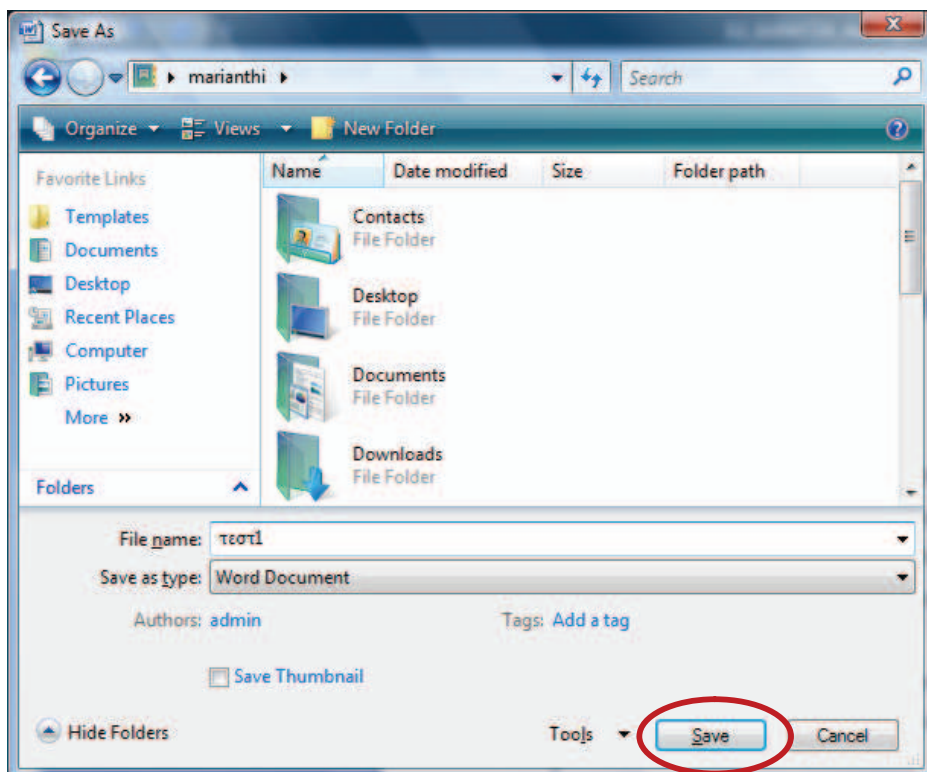 Save As
marianthi
Search
Organize Views New Folder
Favorite Links
Templates
Documents
Desktop
Recent Places
Computer
Pictures
More »
Folders
Name Date modified Size Folder path
Contacts
File Folder
Desktop
File Folder
Documents
File Folder
Downloads
File Folder
File name: τεστ1
Save as type: Word Document
Authors: admin Tags: Add a tag
Save Thumbnail
Hide Folders Tools Save Cancel